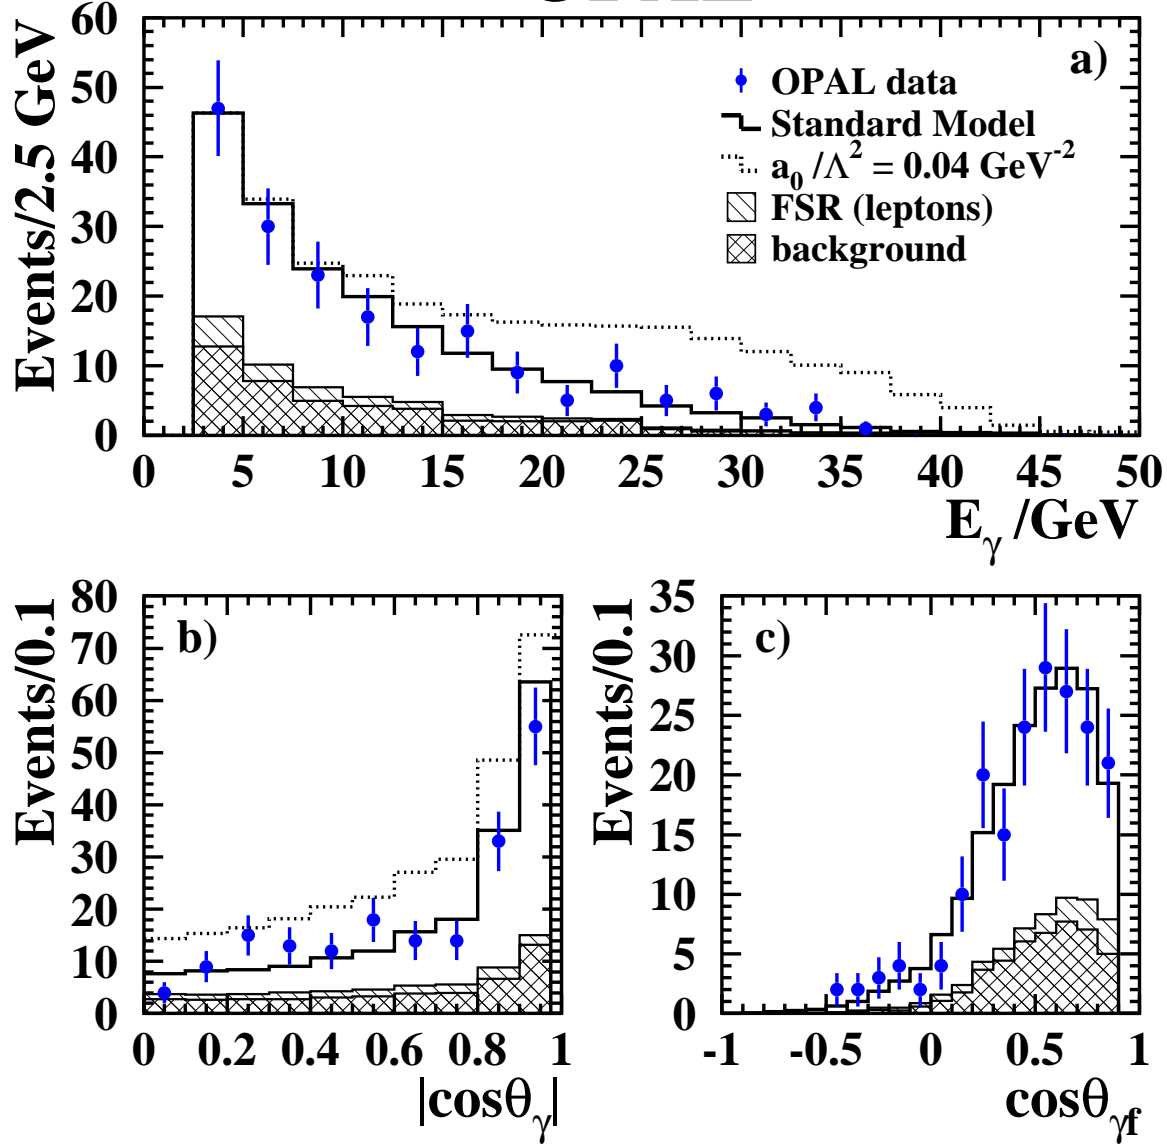 a)
OPAL data
Standard Model
a₀ /Λ² = 0.04 GeV⁻²
FSR (leptons)
background
Events/2.5 GeV
60
50
40
30
20
10
0
0 5 10 15 20 25 30 35 40 45 50
E_γ /GeV
b)
Events/0.1
80
70
60
50
40
30
20
10
0
0 0.2 0.4 0.6 0.8 1
|cosθ_γ|
c)
Events/0.1
35
30
25
20
15
10
5
0
-1 -0.5 0 0.5 1
cosθ_γf